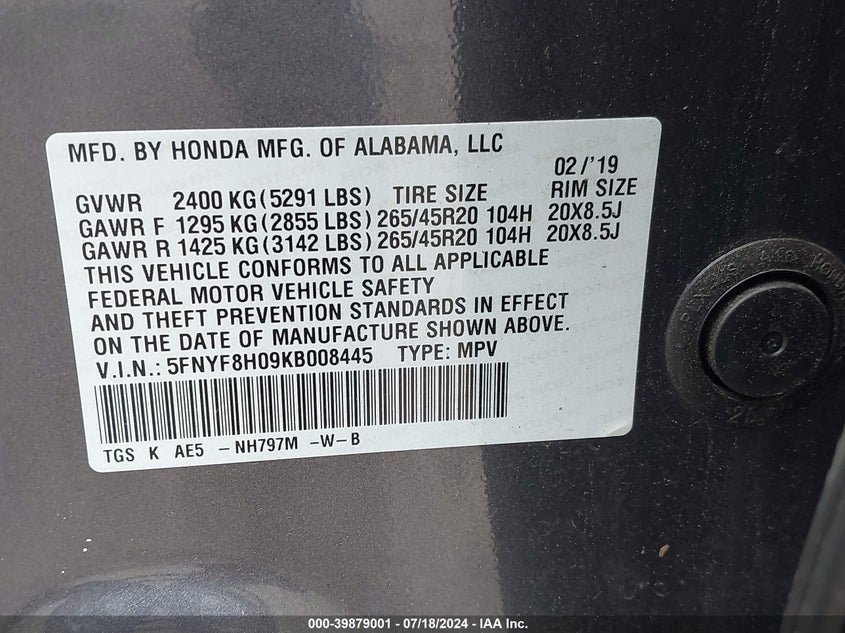 MFD. BY HONDA MFG. OF ALABAMA, LLC
02/'19
GVWR 2400 KG(5291 LBS) TIRE SIZE RIM SIZE
GAWR F 1295 KG(2855 LBS)265/45R20 104H 20X8.5J
GAWR R 1425 KG(3142 LBS)265/45R20 104H 20X8.5J
THIS VEHICLE CONFORMS TO ALL APPLICABLE
FEDERAL MOTOR VEHICLE SAFETY
AND THEFT PREVENTION STANDARDS IN EFFECT
ON THE DATE OF MANUFACTURE SHOWN ABOVE.
V.I.N.: 5FNYF8H09KB008445 TYPE: MPV
TGS K AE5 -NH797M -W-B
000-39879001 / 07/18/2024 - IAA Inc.